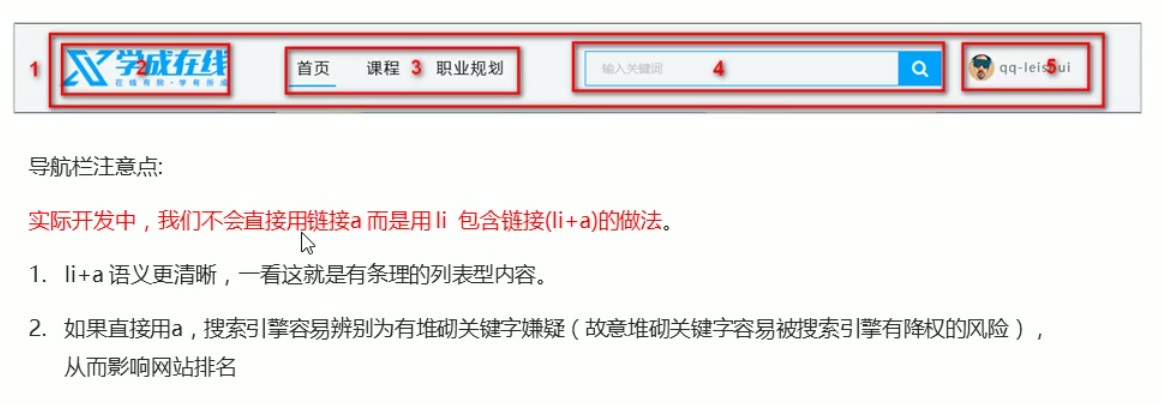 1
学成在线
2
在线有我·学有所成
首页 课程 3 职业规划
输入关键词 4
5
导航栏注意点:
实际开发中，我们不会直接用链接a 而是用 li 包含链接(li+a)的做法。
1. li+a 语义更清晰，一看这就是有条理的列表型内容。
2. 如果直接用a，搜索引擎容易辨别为有堆砌关键字嫌疑（故意堆砌关键字容易被搜索引擎有降权的风险），
从而影响网站排名